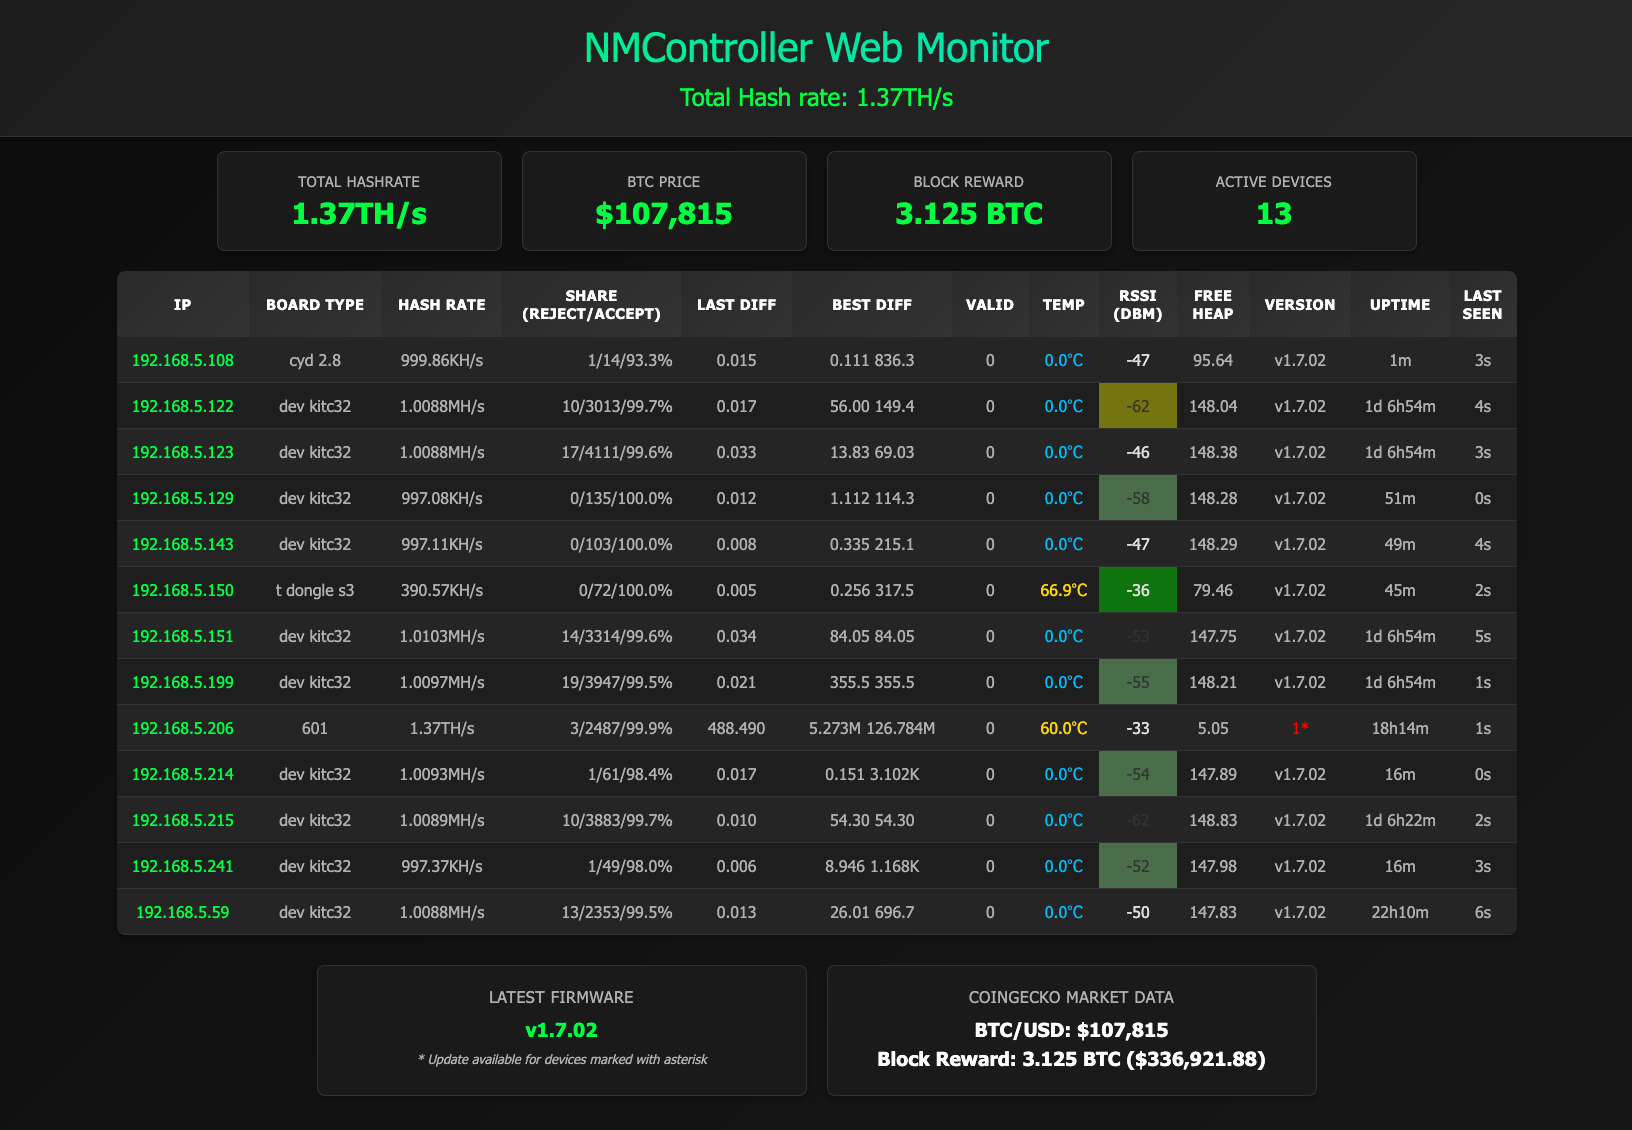 NMController Web Monitor
Total Hash rate: 1.37TH/s
TOTAL HASHRATE
1.37TH/s
BTC PRICE
$107,815
BLOCK REWARD
3.125 BTC
ACTIVE DEVICES
13
IP BOARD TYPE HASH RATE SHARE (REJECT/ACCEPT) LAST DIFF BEST DIFF VALID TEMP RSSI (DBM) FREE HEAP VERSION UPTIME LAST SEEN
192.168.5.108 cyd 2.8 999.86KH/s 1/14/93.3% 0.015 0.111 836.3 0 0.0°C -47 95.64 v1.7.02 1m 3s
192.168.5.122 dev kitc32 1.0088MH/s 10/3013/99.7% 0.017 56.00 149.4 0 0.0°C -62 148.04 v1.7.02 1d 6h54m 4s
192.168.5.123 dev kitc32 1.0088MH/s 17/4111/99.6% 0.033 13.83 69.03 0 0.0°C -46 148.38 v1.7.02 1d 6h54m 3s
192.168.5.129 dev kitc32 997.08KH/s 0/135/100.0% 0.012 1.112 114.3 0 0.0°C -58 148.28 v1.7.02 51m 0s
192.168.5.143 dev kitc32 997.11KH/s 0/103/100.0% 0.008 0.335 215.1 0 0.0°C -47 148.29 v1.7.02 49m 4s
192.168.5.150 t dongle s3 390.57KH/s 0/72/100.0% 0.005 0.256 317.5 0 66.9°C -36 79.46 v1.7.02 45m 2s
192.168.5.151 dev kitc32 1.0103MH/s 14/3314/99.6% 0.034 84.05 84.05 0 0.0°C -53 147.75 v1.7.02 1d 6h54m 5s
192.168.5.199 dev kitc32 1.0097MH/s 19/3947/99.5% 0.021 355.5 355.5 0 0.0°C -55 148.21 v1.7.02 1d 6h54m 1s
192.168.5.206 601 1.37TH/s 3/2487/99.9% 488.490 5.273M 126.784M 0 60.0°C -33 5.05 1* 18h14m 1s
192.168.5.214 dev kitc32 1.0093MH/s 1/61/98.4% 0.017 0.151 3.102K 0 0.0°C -54 147.89 v1.7.02 16m 0s
192.168.5.215 dev kitc32 1.0089MH/s 10/3883/99.7% 0.010 54.30 54.30 0 0.0°C -62 148.83 v1.7.02 1d 6h22m 2s
192.168.5.241 dev kitc32 997.37KH/s 1/49/98.0% 0.006 8.946 1.168K 0 0.0°C -52 147.98 v1.7.02 16m 3s
192.168.5.59 dev kitc32 1.0088MH/s 13/2353/99.5% 0.013 26.01 696.7 0 0.0°C -50 147.83 v1.7.02 22h10m 6s
LATEST FIRMWARE
v1.7.02
* Update available for devices marked with asterisk
COINGECKO MARKET DATA
BTC/USD: $107,815
Block Reward: 3.125 BTC ($336,921.88)